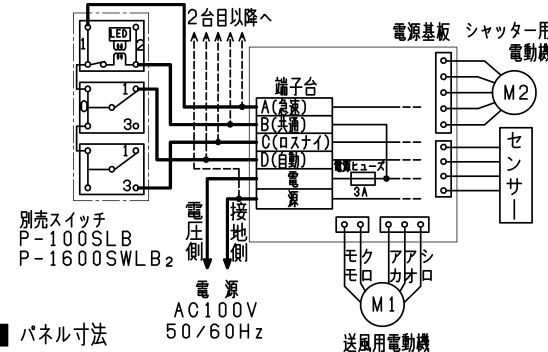 2台目以降へ
電源基板
シャッター用
電動機
LED
1
2
端子台
A(急速)
B(共通)
C(ロスナイ)
D(自動)
電
源
電源ヒューズ
3A
M2
センサー
0
1
3
1
3
別売スイッチ
P-100SLB
P-1600SWLB₂
電圧側
接地側
電 源
AC100V
50/60Hz
モモ
クロ
アカ
アオ
シロ
M1
送風用電動機
■ パネル寸法